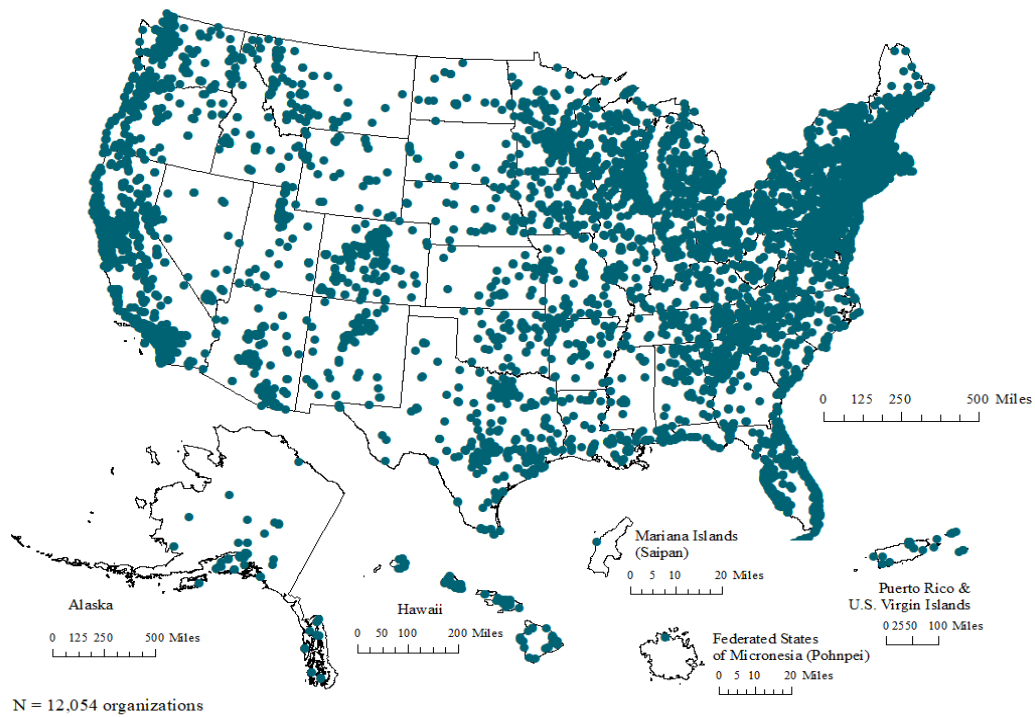 0 125 250 500 Miles
Mariana Islands
(Saipan)
0 5 10 20 Miles
Puerto Rico &
U.S. Virgin Islands
0 25 50 100 Miles
Alaska
0 125 250 500 Miles
Hawaii
0 50 100 200 Miles
Federated States
of Micronesia (Pohnpei)
0 5 10 20 Miles
N = 12,054 organizations